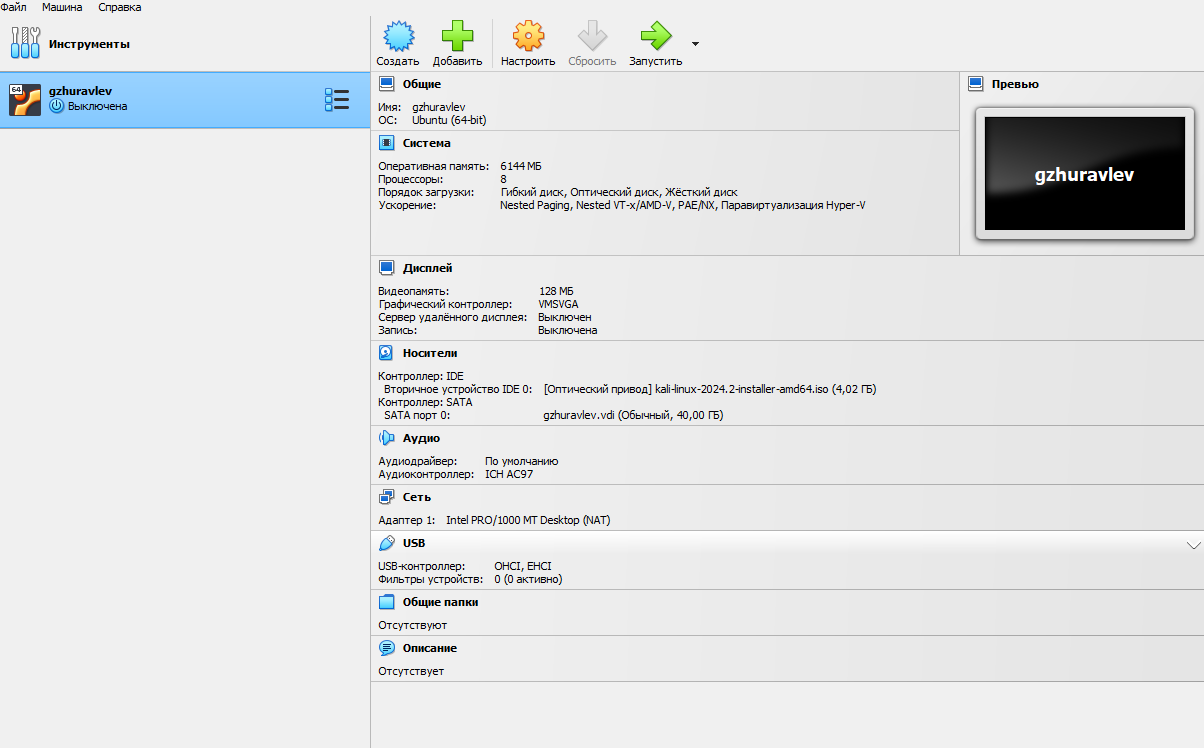 Файл Машина Справка
Инструменты
Создать Добавить Настроить Сбросить Запустить
64
gzhuravlev
Выключена
Общие
Имя: gzhuravlev
ОС: Ubuntu (64-bit)
Превью
gzhuravlev
Система
Оперативная память: 6144 МБ
Процессоры: 8
Порядок загрузки: Гибкий диск, Оптический диск, Жёсткий диск
Ускорение: Nested Paging, Nested VT-x/AMD-V, PAE/NX, Паравиртуализация Hyper-V
Дисплей
Видеопамять: 128 МБ
Графический контроллер: VMSVGA
Сервер удалённого дисплея: Выключен
Запись: Выключена
Носители
Контроллер: IDE
Вторичное устройство IDE 0: [Оптический привод] kali-linux-2024.2-installer-amd64.iso (4,02 ГБ)
Контроллер: SATA
SATA порт 0: gzhuravlev.vdi (Обычный, 40,00 ГБ)
Аудио
Аудиодрайвер: По умолчанию
Аудиоконтроллер: ICH AC97
Сеть
Адаптер 1: Intel PRO/1000 MT Desktop (NAT)
USB
USB-контроллер: OHCI, EHCI
Фильтры устройств: 0 (0 активно)
Общие папки
Отсутствуют
Описание
Отсутствует